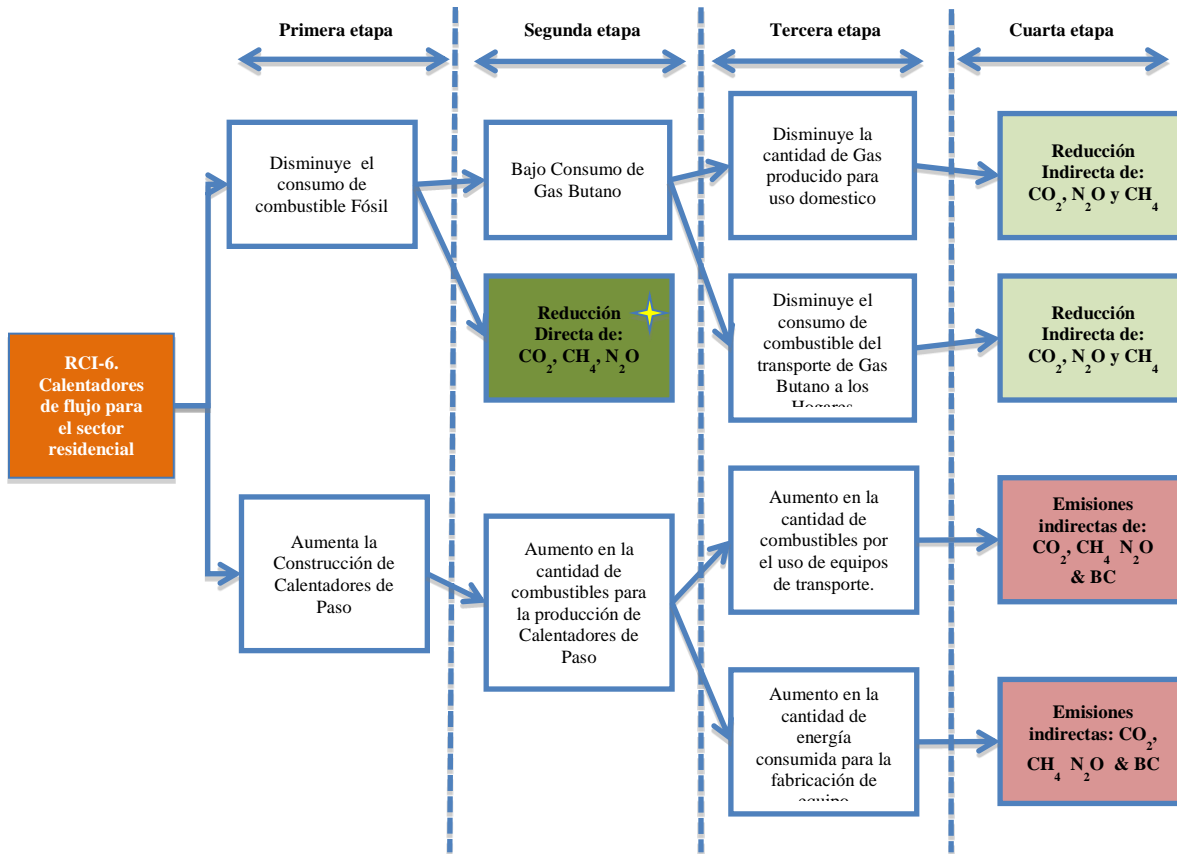 Primera etapa
Segunda etapa
Tercera etapa
Cuarta etapa
RCI-6.
Calentadores
de flujo para
el sector
residencial
Disminuye el
consumo de
combustible Fósil
Bajo Consumo de
Gas Butano
Disminuye la
cantidad de Gas
producido para
uso domestico
Reducción
Indirecta de:
CO₂, N₂O y CH₄
Reducción
Directa de:
CO₂, CH₄, N₂O
Disminuye el
consumo de
combustible del
transporte de Gas
Butano a los
Hogares
Reducción
Indirecta de:
CO₂, N₂O y CH₄
Aumenta la
Construcción de
Calentadores de
Paso
Aumento en la
cantidad de
combustibles para
la producción de
Calentadores de
Paso
Aumento en la
cantidad de
combustibles por
el uso de equipos
de transporte.
Emisiones
indirectas de:
CO₂, CH₄ N₂O
& BC
Aumento en la
cantidad de
energía
consumida para la
fabricación de
equipo
Emisiones
indirectas: CO₂,
CH₄ N₂O & BC